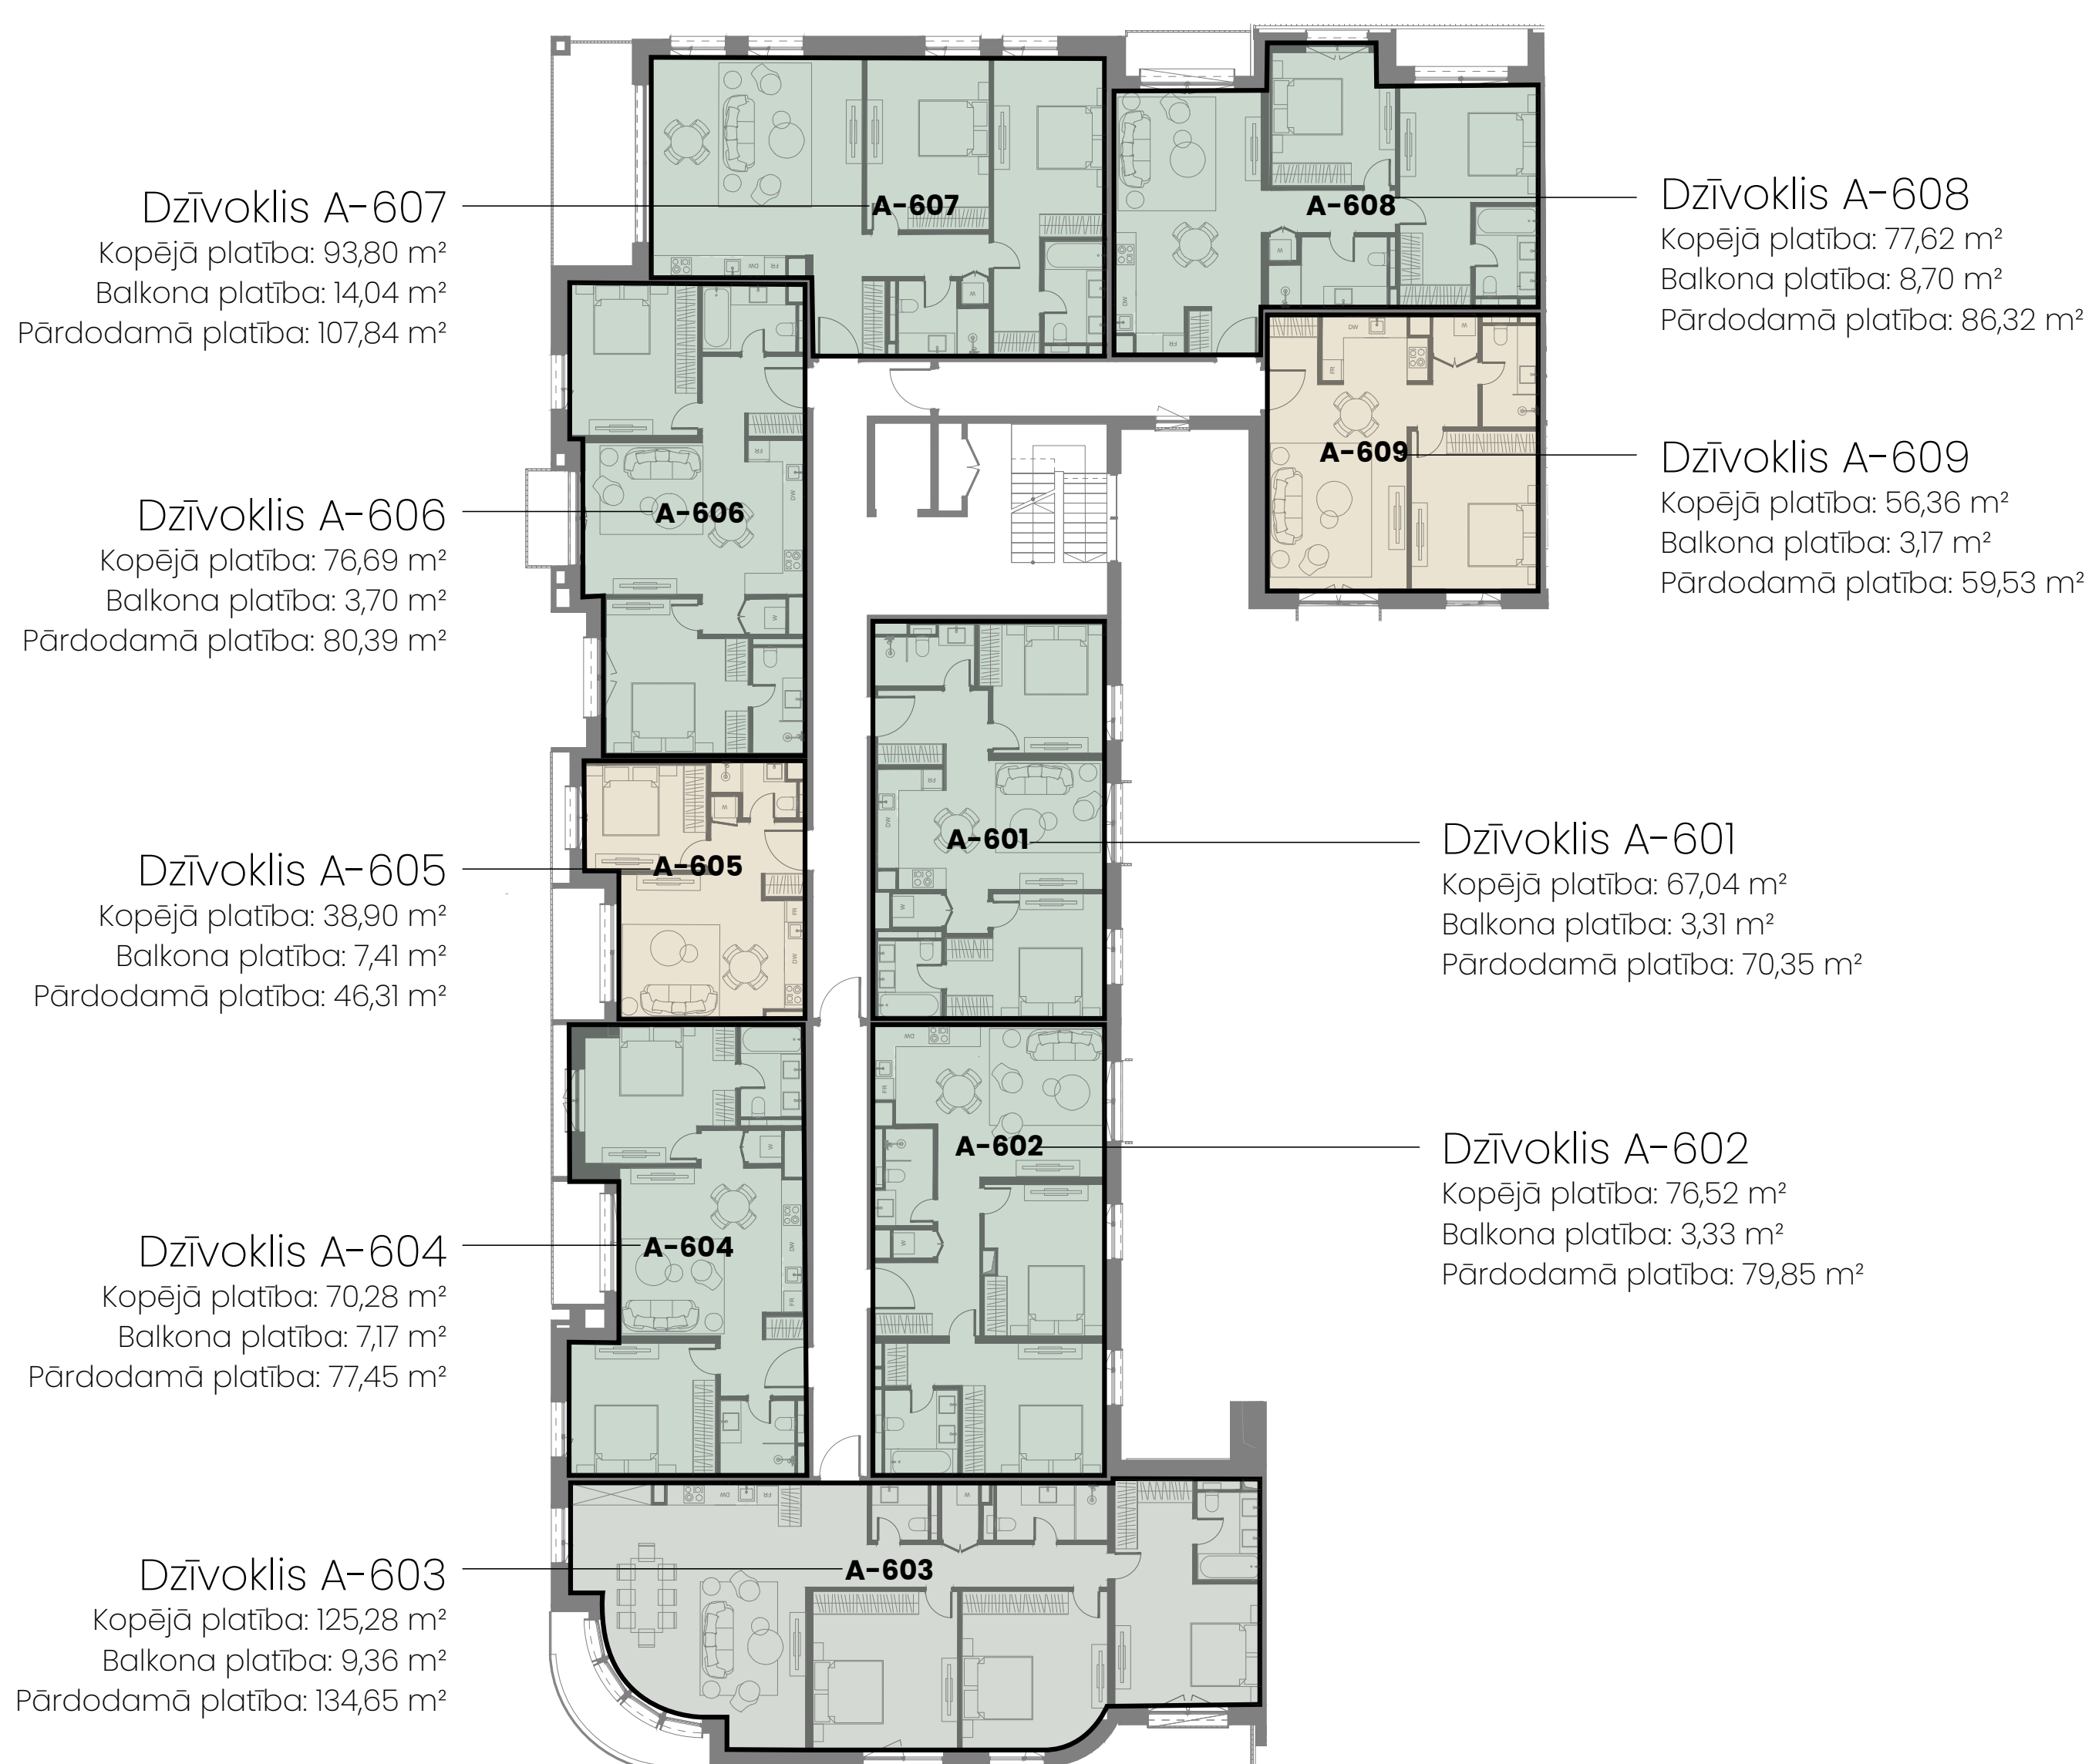 Dzīvoklis A-607
Kopējā platība: 93,80 m²
Balkona platība: 14,04 m²
Pārdodamā platība: 107,84 m²
A-607
A-608
Dzīvoklis A-608
Kopējā platība: 77,62 m²
Balkona platība: 8,70 m²
Pārdodamā platība: 86,32 m²
Dzīvoklis A-606
Kopējā platība: 76,69 m²
Balkona platība: 3,70 m²
Pārdodamā platība: 80,39 m²
A-606
A-609
Dzīvoklis A-609
Kopējā platība: 56,36 m²
Balkona platība: 3,17 m²
Pārdodamā platība: 59,53 m²
Dzīvoklis A-605
Kopējā platība: 38,90 m²
Balkona platība: 7,41 m²
Pārdodamā platība: 46,31 m²
A-605
A-601
Dzīvoklis A-601
Kopējā platība: 67,04 m²
Balkona platība: 3,31 m²
Pārdodamā platība: 70,35 m²
A-602
Dzīvoklis A-602
Kopējā platība: 76,52 m²
Balkona platība: 3,33 m²
Pārdodamā platība: 79,85 m²
Dzīvoklis A-604
Kopējā platība: 70,28 m²
Balkona platība: 7,17 m²
Pārdodamā platība: 77,45 m²
A-604
Dzīvoklis A-603
Kopējā platība: 125,28 m²
Balkona platība: 9,36 m²
Pārdodamā platība: 134,65 m²
A-603